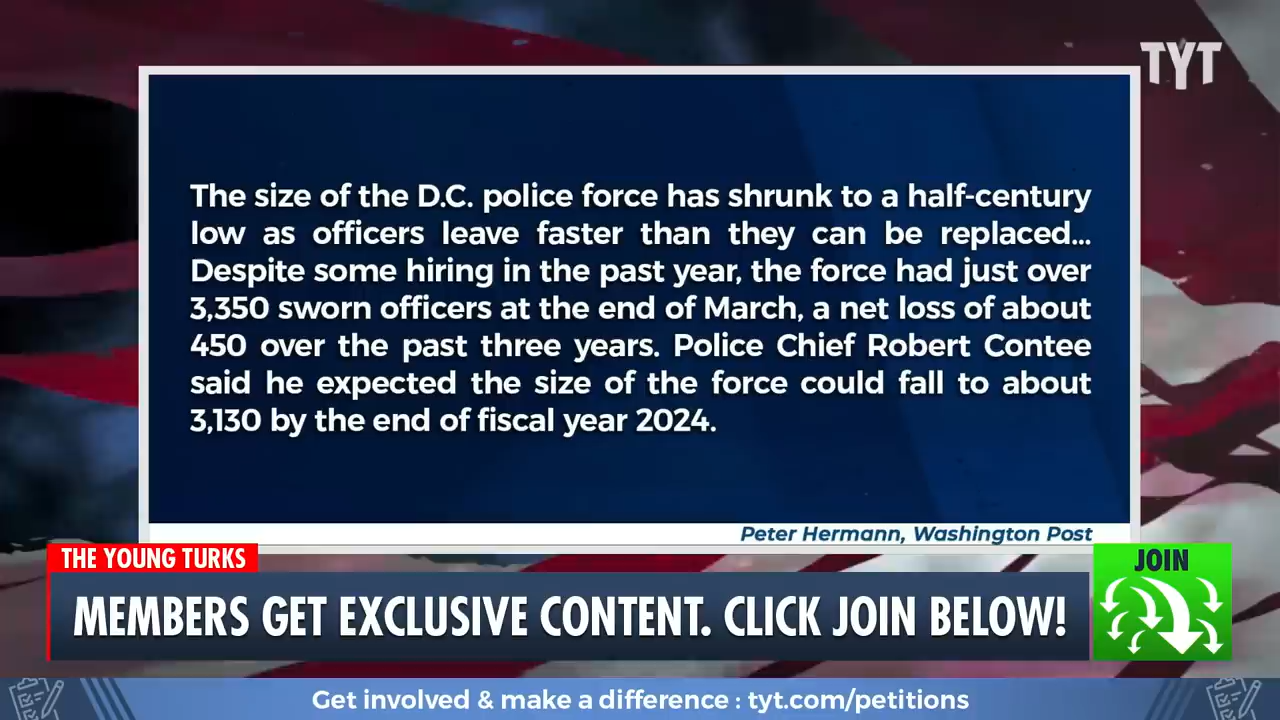 TYT
The size of the D.C. police force has shrunk to a half-century
low as officers leave faster than they can be replaced...
Despite some hiring in the past year, the force had just over
3,350 sworn officers at the end of March, a net loss of about
450 over the past three years. Police Chief Robert Contee
said he expected the size of the force could fall to about
3,130 by the end of fiscal year 2024.
Peter Hermann, Washington Post
THE YOUNG TURKS
JOIN
MEMBERS GET EXCLUSIVE CONTENT. CLICK JOIN BELOW!
Get involved & make a difference : tyt.com/petitions